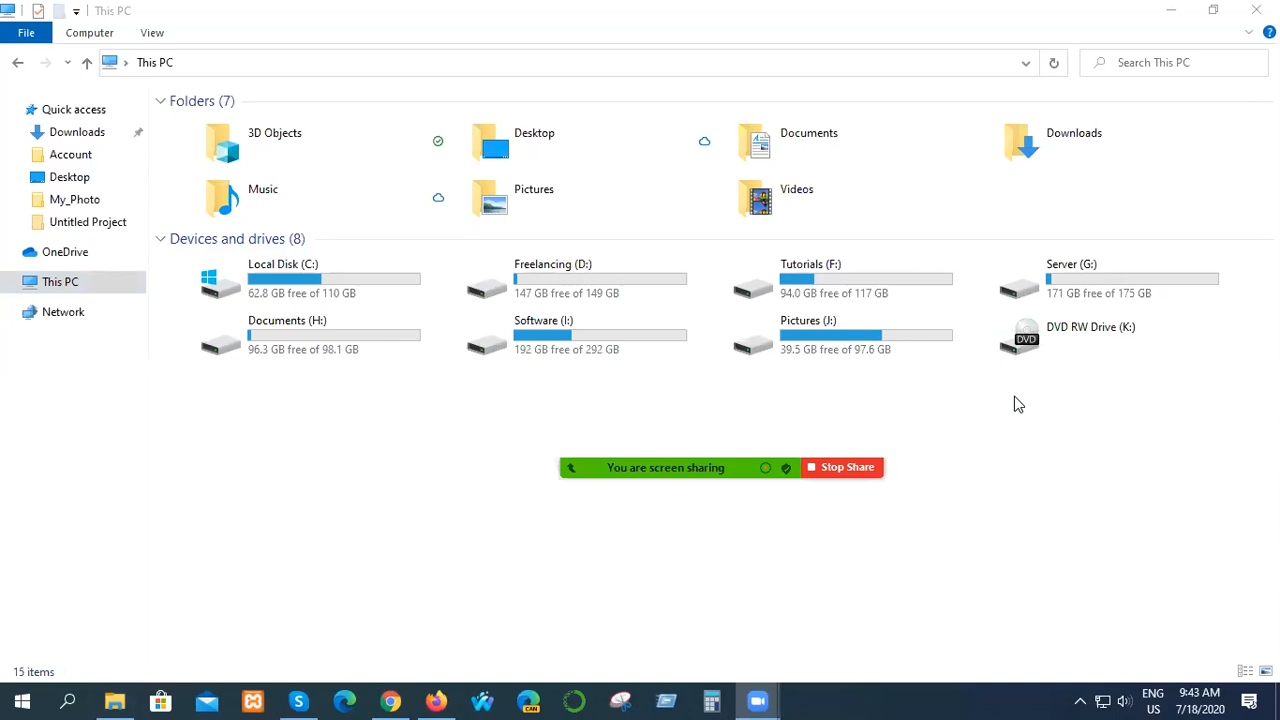 This PC
File
Computer
View
This PC
Search This PC
Quick access
Downloads
Account
Desktop
My_Photo
Untitled Project
OneDrive
This PC
Network
Folders (7)
3D Objects
Desktop
Documents
Downloads
Music
Pictures
Videos
Devices and drives (8)
Local Disk (C:)
62.8 GB free of 110 GB
Freelancing (D:)
147 GB free of 149 GB
Tutorials (F:)
94.0 GB free of 117 GB
Server (G:)
171 GB free of 175 GB
Documents (H:)
96.3 GB free of 98.1 GB
Software (I:)
192 GB free of 292 GB
Pictures (J:)
39.5 GB free of 97.6 GB
DVD RW Drive (K:)
DVD
You are screen sharing
Stop Share
15 items
CAN
ENG
US
9:43 AM
7/18/2020